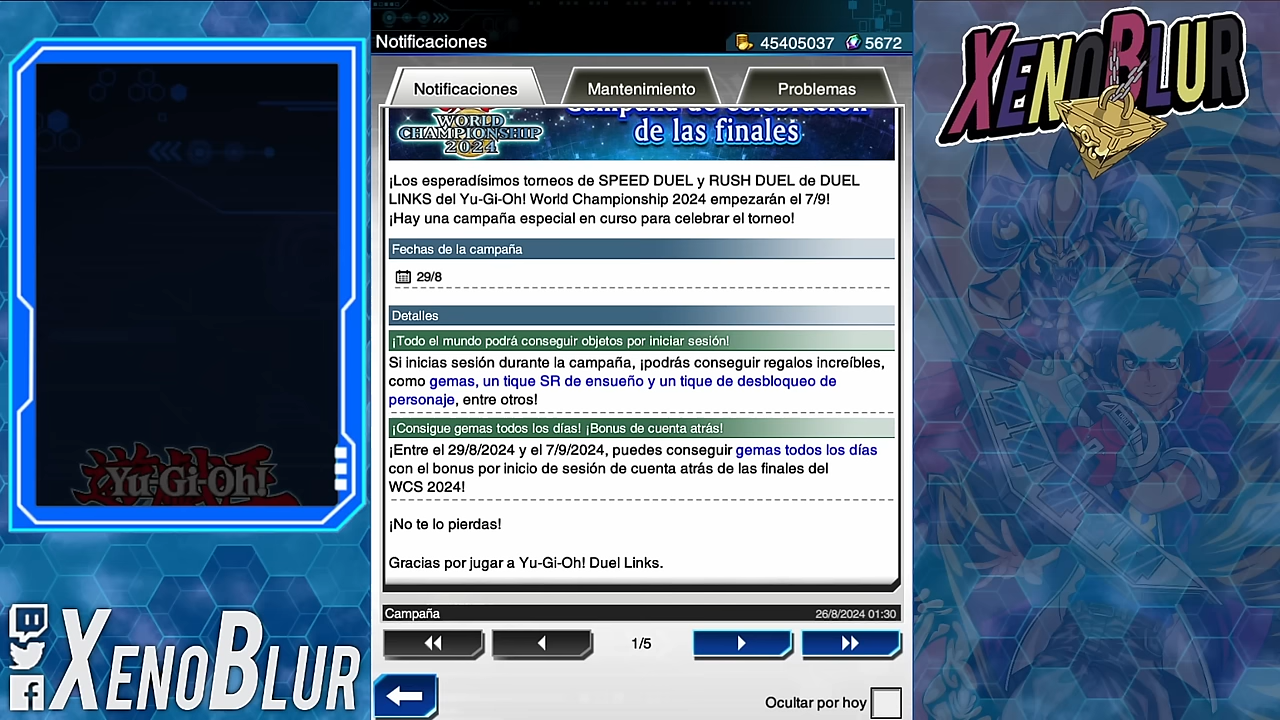 Notificaciones
45405037
5672
Notificaciones
Mantenimiento
Problemas
WORLD
CHAMPIONSHIP
2024
Campaña de celebración
de las finales
¡Los esperadísimos torneos de SPEED DUEL y RUSH DUEL de DUEL
LINKS del Yu-Gi-Oh! World Championship 2024 empezarán el 7/9!
¡Hay una campaña especial en curso para celebrar el torneo!
Fechas de la campaña
29/8
Detalles
¡Todo el mundo podrá conseguir objetos por iniciar sesión!
Si inicias sesión durante la campaña, ¡podrás conseguir regalos increíbles,
como gemas, un tique SR de ensueño y un tique de desbloqueo de
personaje, entre otros!
¡Consigue gemas todos los días! ¡Bonus de cuenta atrás!
¡Entre el 29/8/2024 y el 7/9/2024, puedes conseguir gemas todos los días
con el bonus por inicio de sesión de cuenta atrás de las finales del
WCS 2024!
¡No te lo pierdas!
Gracias por jugar a Yu-Gi-Oh! Duel Links.
Campaña
26/8/2024 01:30
1/5
Ocultar por hoy
Yu-Gi-Oh!
XENOBLUR
XENOBLUR